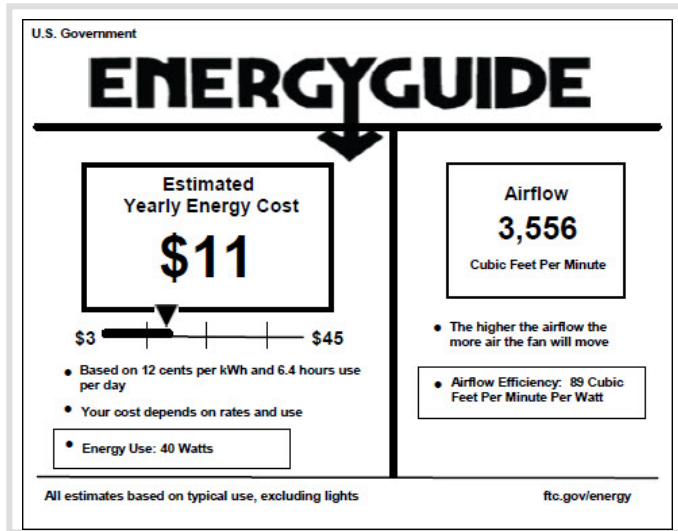 U.S. Government
ENERGYGUIDE
Estimated
Yearly Energy Cost
$11
$3
$45
• Based on 12 cents per kWh and 6.4 hours use
per day
• Your cost depends on rates and use
• Energy Use: 40 Watts
Airflow
3,556
Cubic Feet Per Minute
• The higher the airflow the
more air the fan will move
• Airflow Efficiency: 89 Cubic
Feet Per Minute Per Watt
All estimates based on typical use, excluding lights
ftc.gov/energy